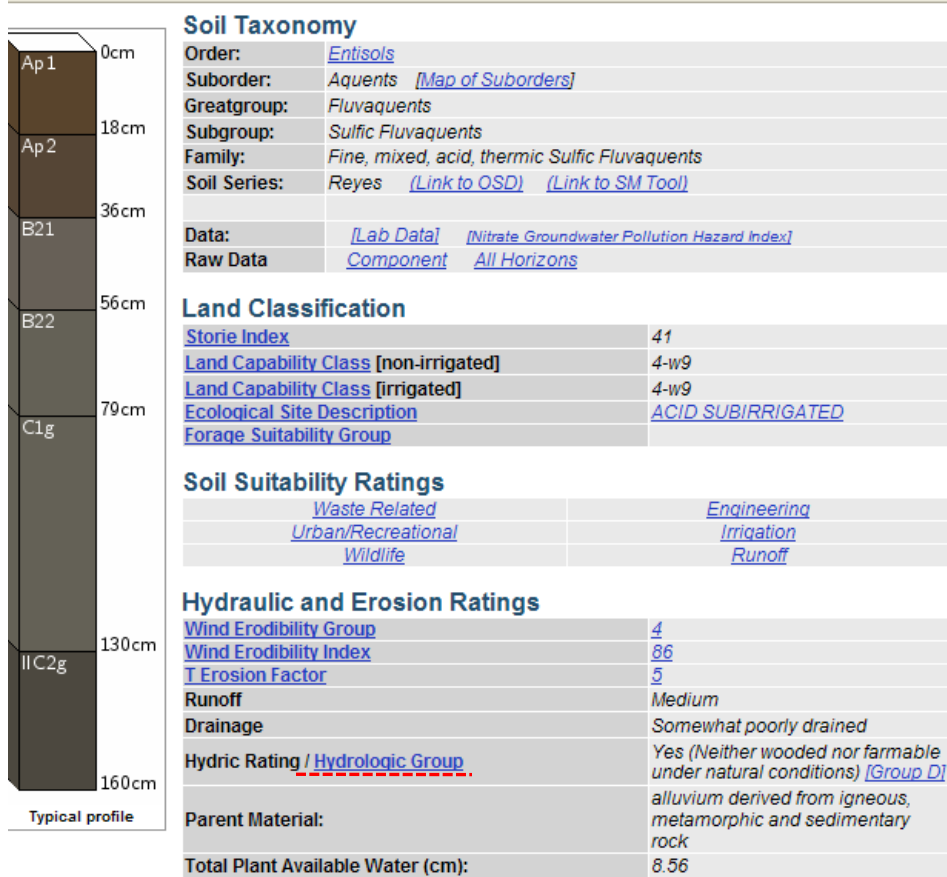 Ap1
0cm
18cm
Ap2
36cm
B21
56cm
B22
79cm
C1g
130cm
IIC2g
160cm
Typical profile
Soil Taxonomy
Order: Entisols
Suborder: Aquents [Map of Suborders]
Greatgroup: Fluvaquents
Subgroup: Sulfic Fluvaquents
Family: Fine, mixed, acid, thermic Sulfic Fluvaquents
Soil Series: Reyes (Link to OSD) (Link to SM Tool)
Data: [Lab Data] [Nitrate Groundwater Pollution Hazard Index]
Raw Data Component All Horizons
Land Classification
Storie Index 41
Land Capability Class [non-irrigated] 4-w9
Land Capability Class [irrigated] 4-w9
Ecological Site Description ACID SUBIRRIGATED
Forage Suitability Group
Soil Suitability Ratings
Waste Related Engineering
Urban/Recreational Irrigation
Wildlife Runoff
Hydraulic and Erosion Ratings
Wind Erodibility Group 4
Wind Erodibility Index 86
T Erosion Factor 5
Runoff Medium
Drainage Somewhat poorly drained
Hydric Rating / Hydrologic Group Yes (Neither wooded nor farmable
under natural conditions) [Group D]
Parent Material: alluvium derived from igneous,
metamorphic and sedimentary
rock
Total Plant Available Water (cm): 8.56